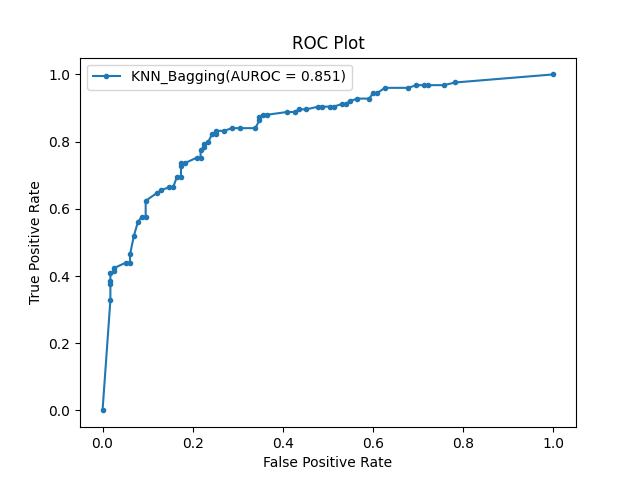 ROC Plot
KNN_Bagging(AUROC = 0.851)
True Positive Rate
1.0
0.8
0.6
0.4
0.2
0.0
0.0 0.2 0.4 0.6 0.8 1.0
False Positive Rate